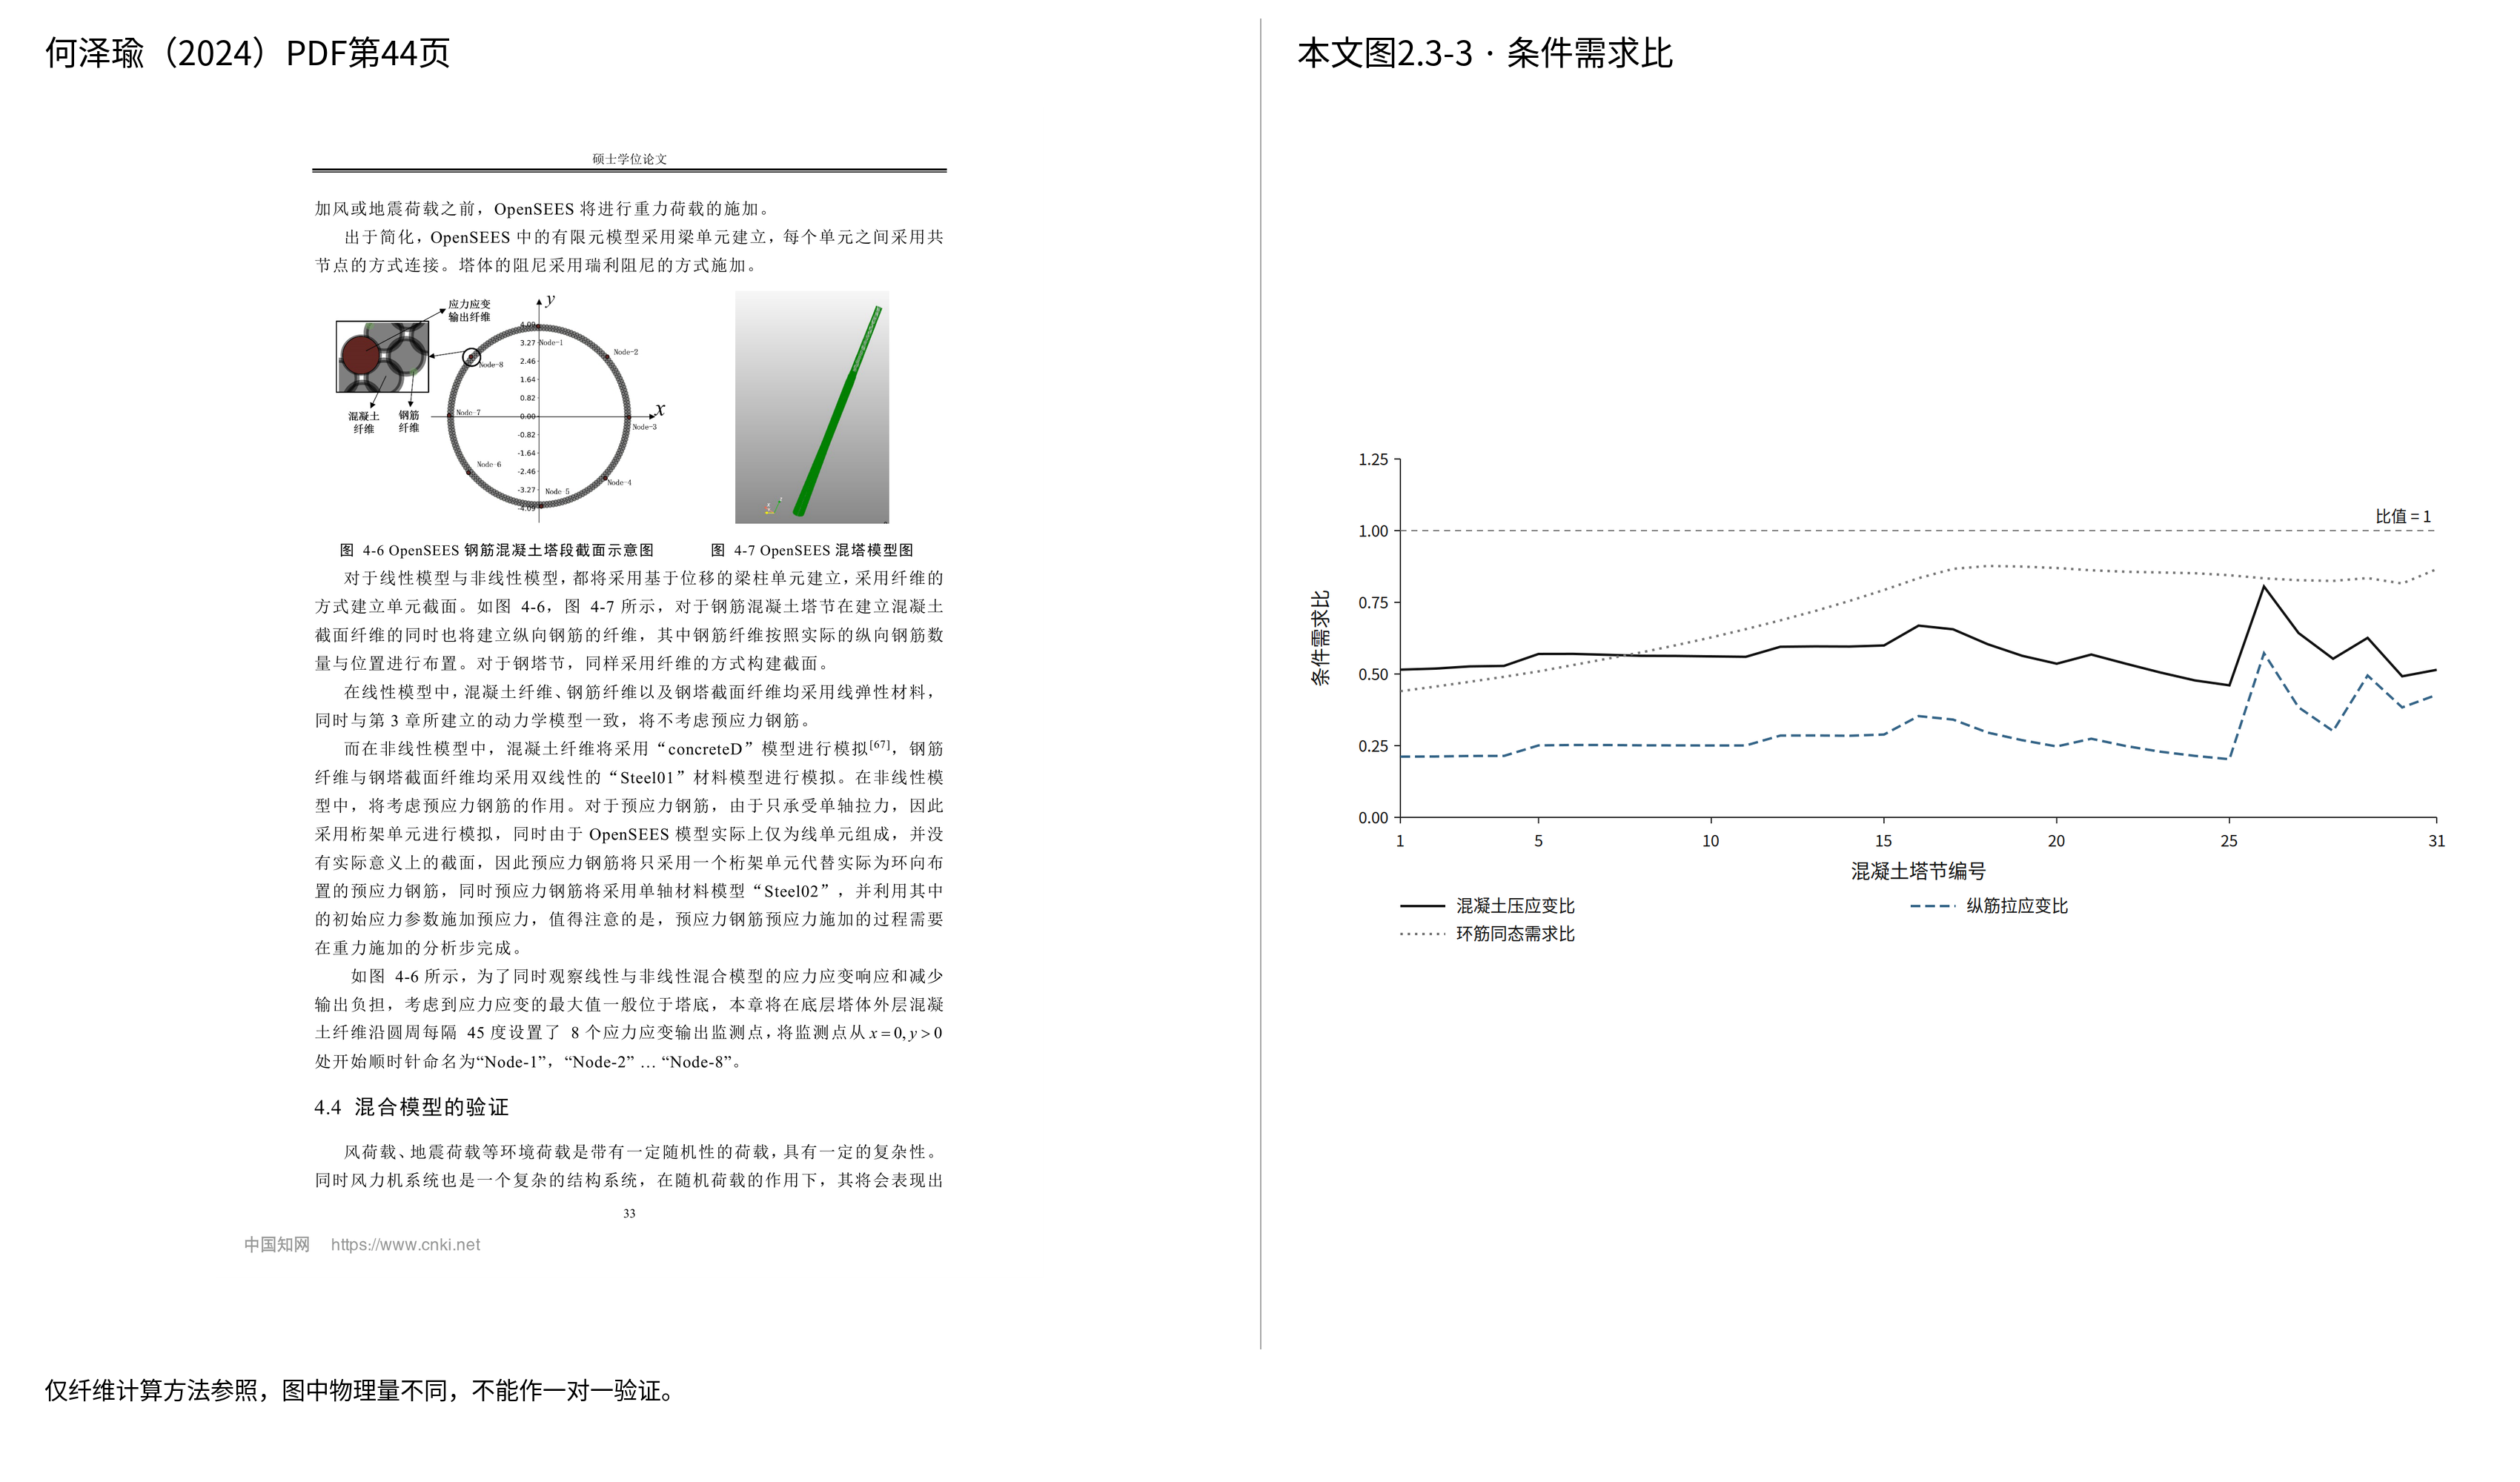 何泽瑜（2024）PDF第44页
硕士学位论文
加风或地震荷载之前，OpenSEES 将进行重力荷载的施加。
出于简化，OpenSEES 中的有限元模型采用梁单元建立，每个单元之间采用共
节点的方式连接。塔体的阻尼采用瑞利阻尼的方式施加。
应力应变
输出纤维
混凝土
纤维
钢筋
纤维
y
x
4.09
3.27
2.46
1.64
0.82
0.00
-0.82
-1.64
-2.46
-3.27
-4.09
Node-1
Node-2
Node-3
Node-4
Node 5
Node 6
Node-7
Node-8
图 4-6 OpenSEES 钢筋混凝土塔段截面示意图
图 4-7 OpenSEES 混塔模型图
对于线性模型与非线性模型，都将采用基于位移的梁柱单元建立，采用纤维的
方式建立单元截面。如图 4-6，图 4-7 所示，对于钢筋混凝土塔节在建立混凝土
截面纤维的同时也将建立纵向钢筋的纤维，其中钢筋纤维按照实际的纵向钢筋数
量与位置进行布置。对于钢塔节，同样采用纤维的方式构建截面。
在线性模型中，混凝土纤维、钢筋纤维以及钢塔截面纤维均采用线弹性材料，
同时与第 3 章所建立的动力学模型一致，将不考虑预应力钢筋。
而在非线性模型中，混凝土纤维将采用“concreteD”模型进行模拟[67]，钢筋
纤维与钢塔截面纤维均采用双线性的“Steel01”材料模型进行模拟。在非线性模
型中，将考虑预应力钢筋的作用。对于预应力钢筋，由于只承受单轴拉力，因此
采用桁架单元进行模拟，同时由于 OpenSEES 模型实际上仅为线单元组成，并没
有实际意义上的截面，因此预应力钢筋将只采用一个桁架单元代替实际为环向布
置的预应力钢筋，同时预应力钢筋将采用单轴材料模型“Steel02”，并利用其中
的初始应力参数施加预应力，值得注意的是，预应力钢筋预应力施加的过程需要
在重力施加的分析步完成。
如图 4-6 所示，为了同时观察线性与非线性混合模型的应力应变响应和减少
输出负担，考虑到应力应变的最大值一般位于塔底，本章将在底层塔体外层混凝
土纤维沿圆周每隔 45 度设置了 8 个应力应变输出监测点，将监测点从 x = 0, y > 0
处开始顺时针命名为“Node-1”，“Node-2” … “Node-8”。
4.4 混合模型的验证
风荷载、地震荷载等环境荷载是带有一定随机性的荷载，具有一定的复杂性。
同时风力机系统也是一个复杂的结构系统，在随机荷载的作用下，其将会表现出
33
中国知网 https://www.cnki.net
本文图2.3-3 · 条件需求比
1.25
1.00
0.75
0.50
0.25
0.00
条件需求比
比值 = 1
1 5 10 15 20 25 31
混凝土塔节编号
混凝土压应变比
纵筋拉应变比
环筋同态需求比
仅纤维计算方法参照，图中物理量不同，不能作一对一验证。